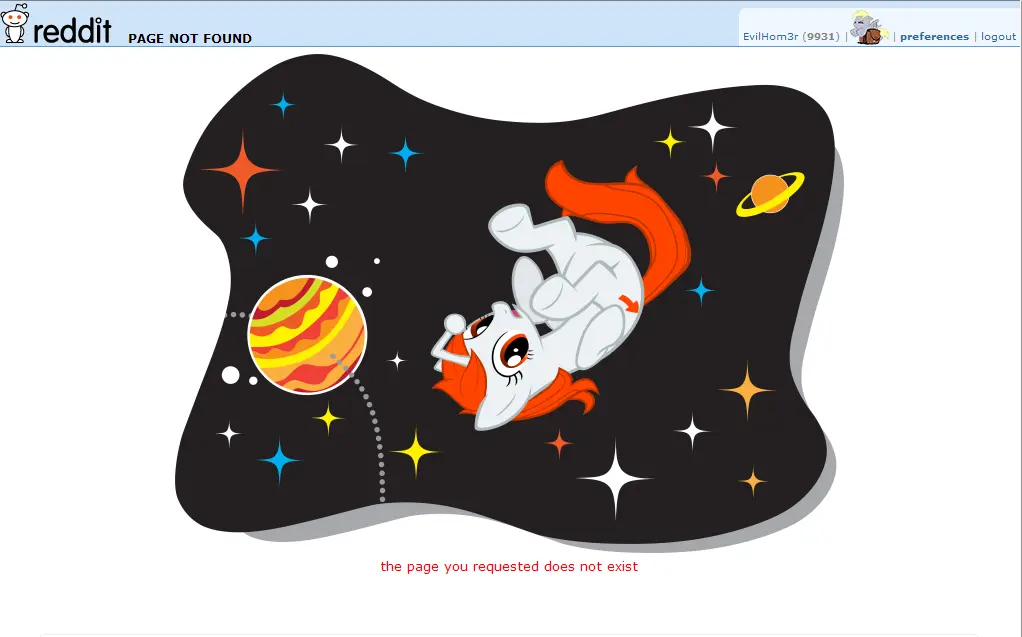 reddit PAGE NOT FOUND
EvilHom3r (9931) | | preferences | logout
the page you requested does not exist